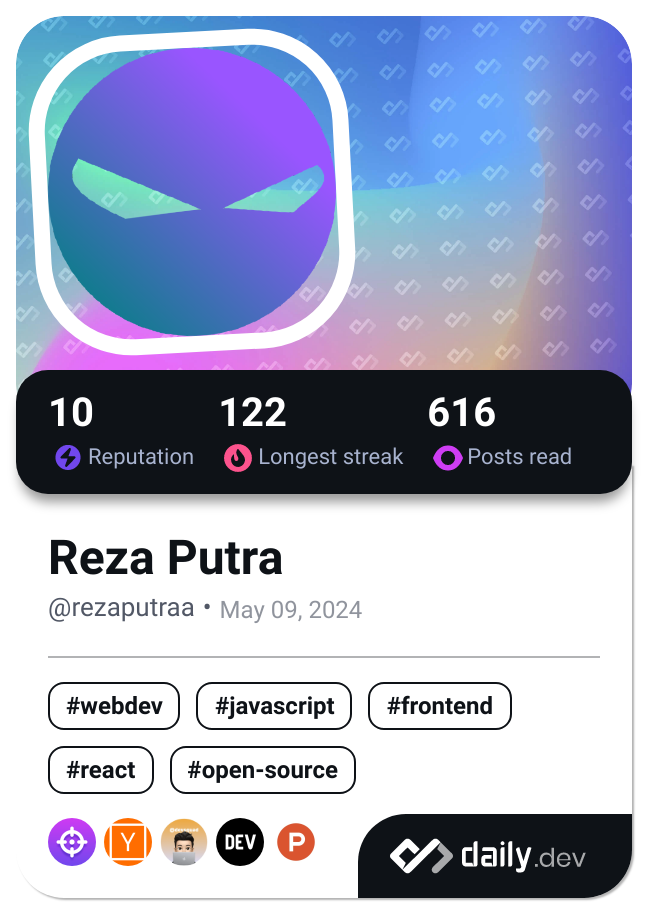 10 122 616
Reputation Longest streak Posts read
Reza Putra
@rezaputraa • May 09, 2024
#webdev #javascript #frontend
#react #open-source
Y DEV P
daily.dev